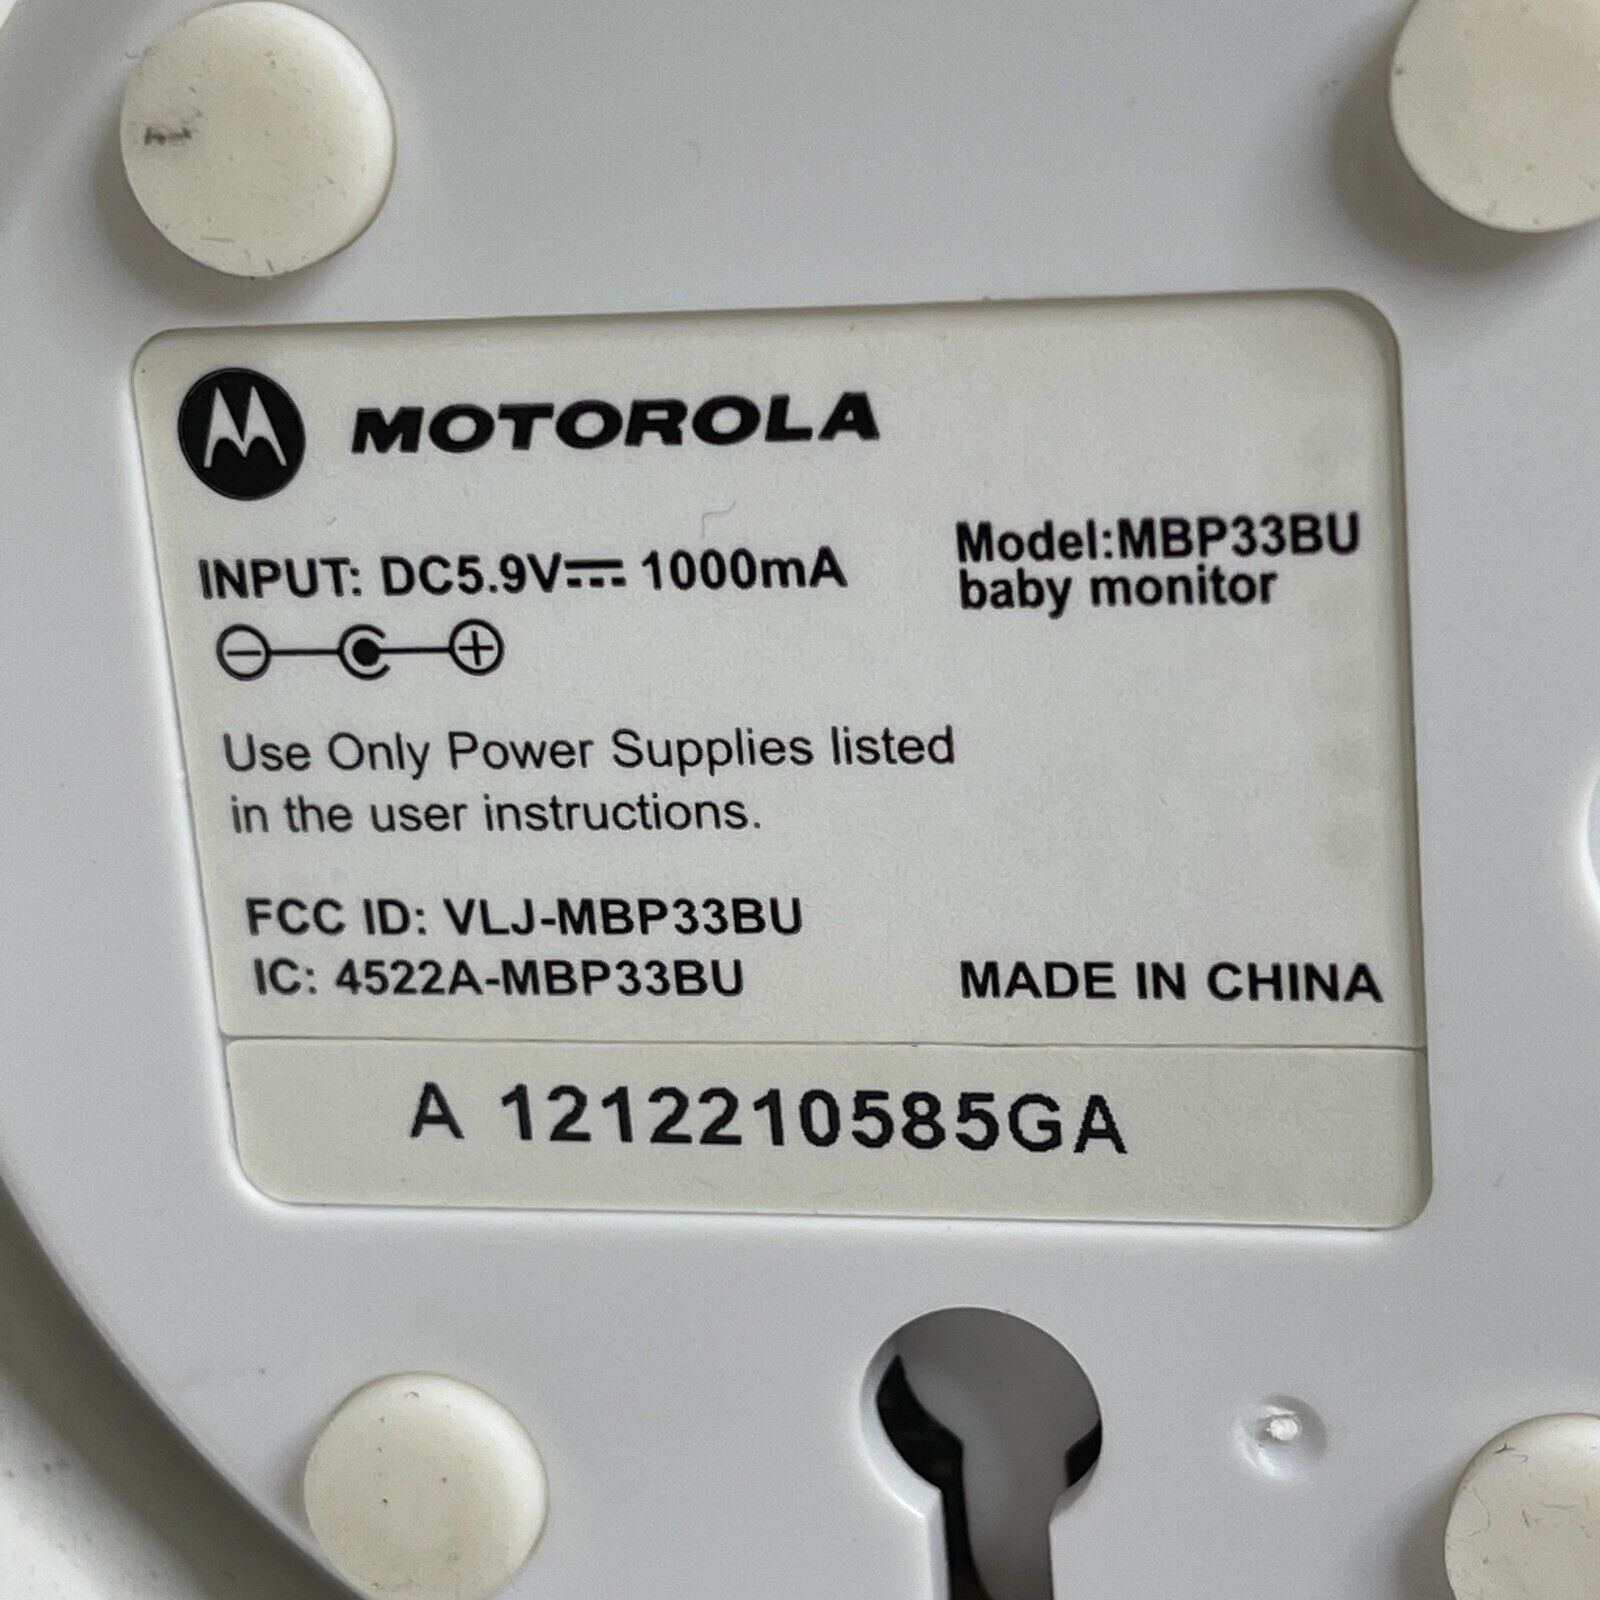 MOTOROLA
INPUT: DC5.9V⎓ 1000mA
Model:MBP33BU
baby monitor
Use Only Power Supplies listed
in the user instructions.
FCC ID: VLJ-MBP33BU
IC: 4522A-MBP33BU
MADE IN CHINA
A 1212210585GA